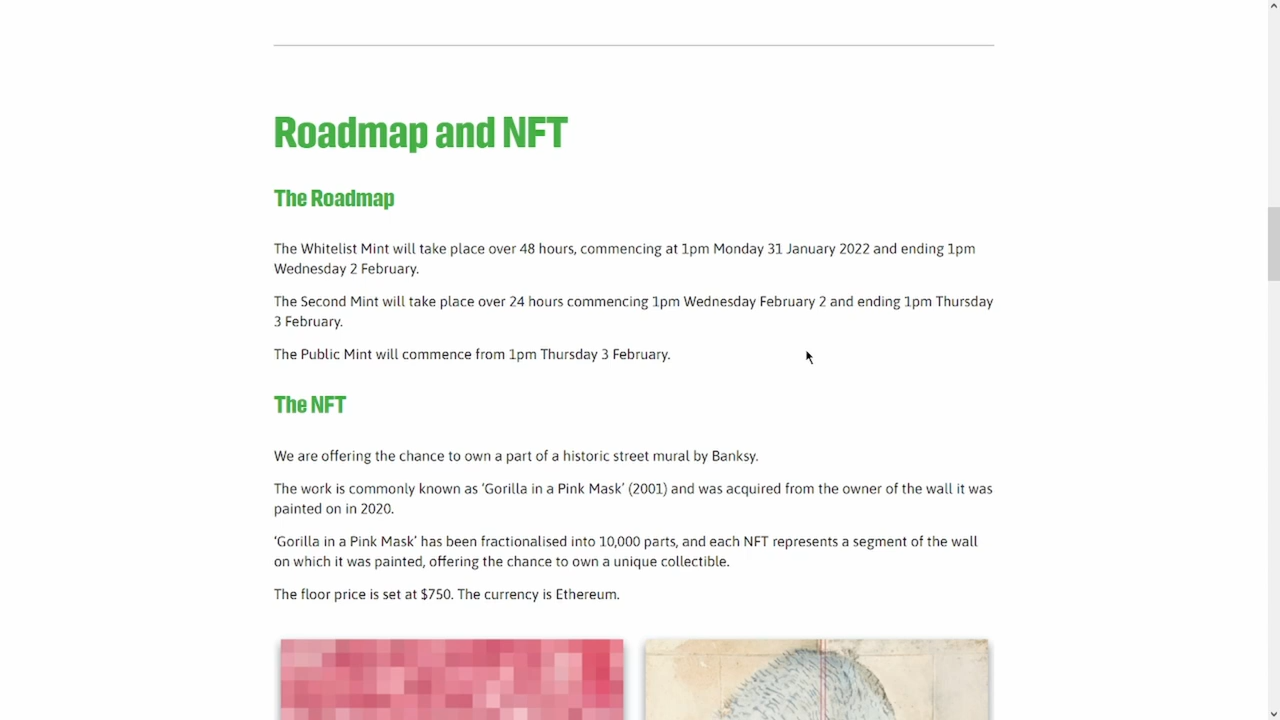 Roadmap and NFT
The Roadmap
The Whitelist Mint will take place over 48 hours, commencing at 1pm Monday 31 January 2022 and ending 1pm
Wednesday 2 February.
The Second Mint will take place over 24 hours commencing 1pm Wednesday February 2 and ending 1pm Thursday
3 February.
The Public Mint will commence from 1pm Thursday 3 February.
The NFT
We are offering the chance to own a part of a historic street mural by Banksy.
The work is commonly known as ‘Gorilla in a Pink Mask’ (2001) and was acquired from the owner of the wall it was
painted on in 2020.
‘Gorilla in a Pink Mask’ has been fractionalised into 10,000 parts, and each NFT represents a segment of the wall
on which it was painted, offering the chance to own a unique collectible.
The floor price is set at $750. The currency is Ethereum.